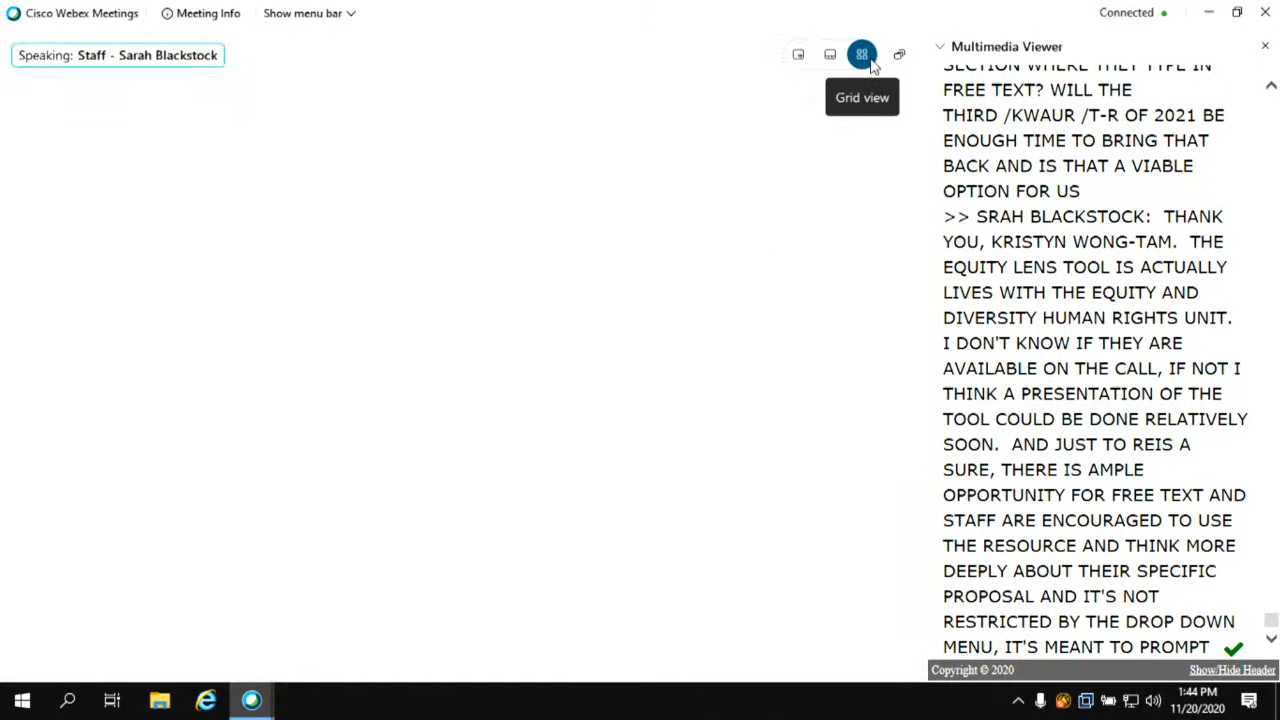 Cisco Webex Meetings
Meeting Info
Show menu bar
Connected
Speaking: Staff - Sarah Blackstock
Grid view
Multimedia Viewer
SECTION WHERE THEY TYPE IN
FREE TEXT? WILL THE
THIRD /KWAUR /T-R OF 2021 BE
ENOUGH TIME TO BRING THAT
BACK AND IS THAT A VIABLE
OPTION FOR US
>> SRAH BLACKSTOCK: THANK
YOU, KRISTYN WONG-TAM. THE
EQUITY LENS TOOL IS ACTUALLY
LIVES WITH THE EQUITY AND
DIVERSITY HUMAN RIGHTS UNIT.
I DON'T KNOW IF THEY ARE
AVAILABLE ON THE CALL, IF NOT I
THINK A PRESENTATION OF THE
TOOL COULD BE DONE RELATIVELY
SOON. AND JUST TO REIS A
SURE, THERE IS AMPLE
OPPORTUNITY FOR FREE TEXT AND
STAFF ARE ENCOURAGED TO USE
THE RESOURCE AND THINK MORE
DEEPLY ABOUT THEIR SPECIFIC
PROPOSAL AND IT'S NOT
RESTRICTED BY THE DROP DOWN
MENU, IT'S MEANT TO PROMPT
Copyright © 2020
Show/Hide Header
1:44 PM
11/20/2020